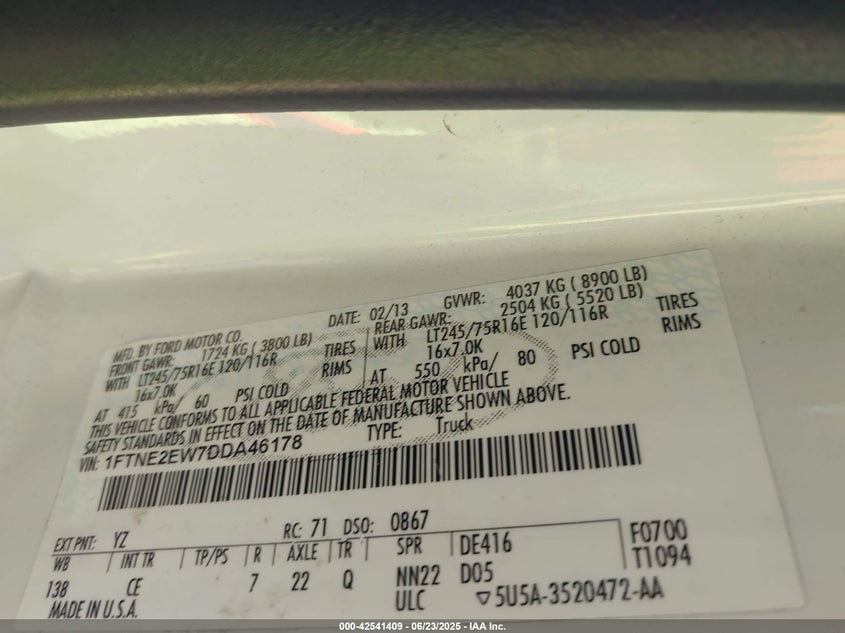 MFD. BY FORD MOTOR CO. DATE: 02/13 GVWR: 4037 KG ( 8900 LB)
FRONT GAWR: 1724 KG ( 3800 LB) REAR GAWR: 2504 KG ( 5520 LB)
WITH LT245/75R16E 120/116R TIRES WITH LT245/75R16E 120/116R TIRES
16x7.0K RIMS 16x7.0K RIMS
AT 415 kPa/ 60 PSI COLD AT 550 kPa/ 80 PSI COLD
THIS VEHICLE CONFORMS TO ALL APPLICABLE FEDERAL MOTOR VEHICLE
SAFETY STANDARDS IN EFFECT ON THE DATE OF MANUFACTURE SHOWN ABOVE.
VIN: 1FTNE2EW7DDA46178 TYPE: Truck
EXT PNT: YZ RC: 71 DSO: 0867
WB INT TR TP/PS R AXLE TR SPR DE416 F0700
138 CE 7 22 Q NN22 D05 T1094
MADE IN U.S.A. ULC ▽5U5A-3520472-AA
000-42541409 - 06/23/2025 - IAA Inc.